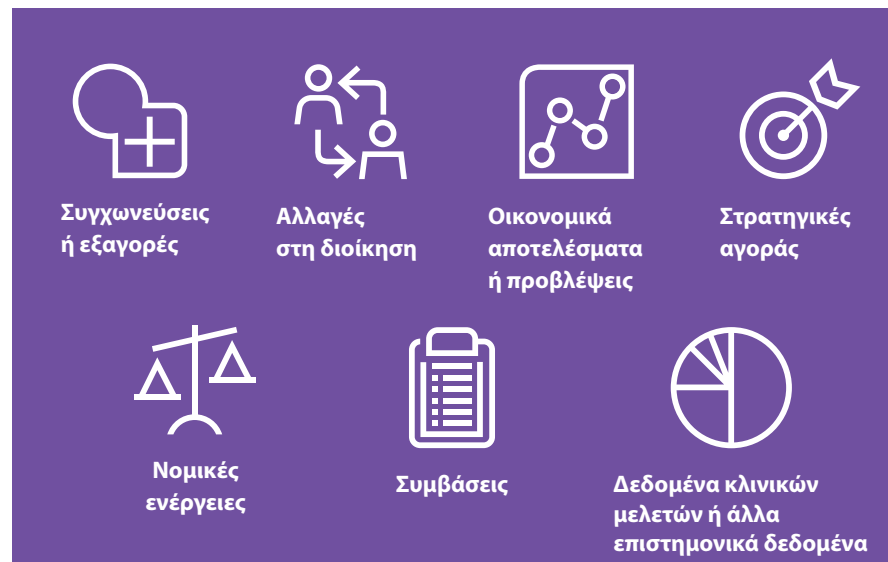 Συγχωνεύσεις
ή εξαγορές
Αλλαγές
στη διοίκηση
Οικονομικά
αποτελέσματα
ή προβλέψεις
Στρατηγικές
αγοράς
Νομικές
ενέργειες
Συμβάσεις
Δεδομένα κλινικών
μελετών ή άλλα
επιστημονικά δεδομένα